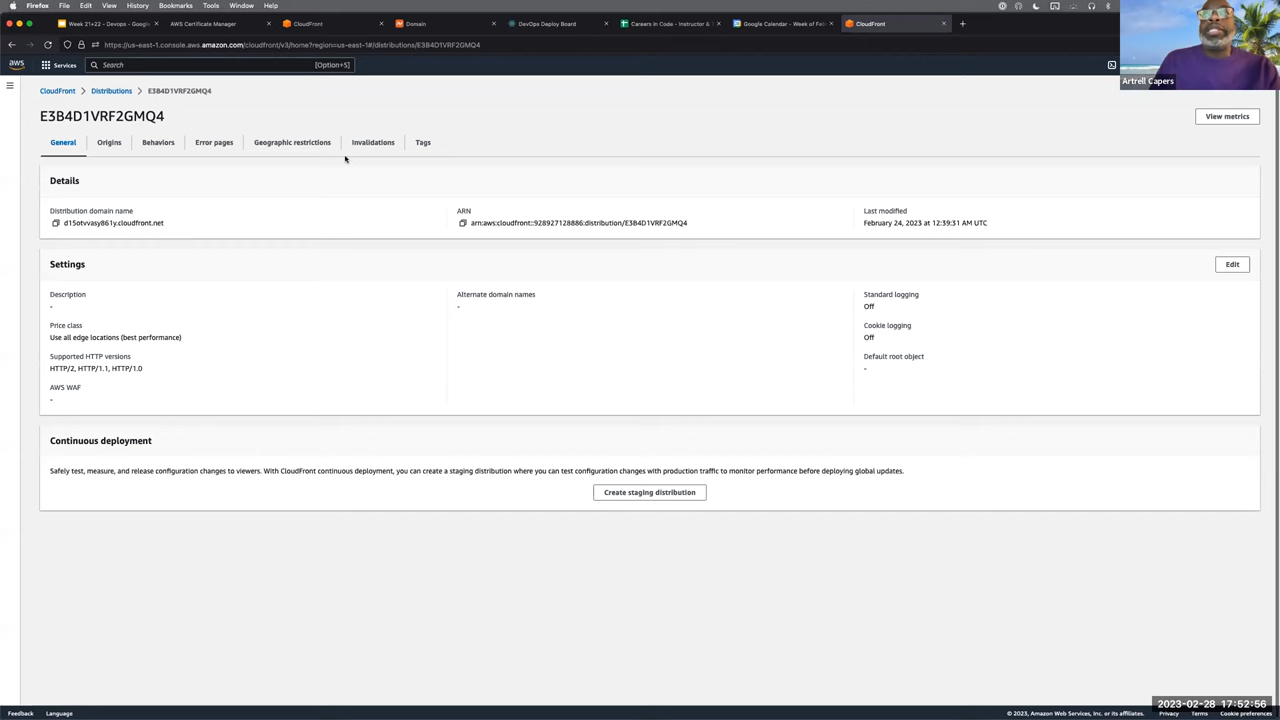 Firefox File Edit View History Bookmarks Tools Window Help
Week 21+22 - Devops - Google
AWS Certificate Manager
CloudFront
Domain
DevOps Deploy Board
Careers in Code - Instructor & T
Google Calendar - Week of Feb
CloudFront
https://us-east-1.console.aws.amazon.com/cloudfront/v3/home?region=us-east-1#/distributions/E3B4D1VRF2GMQ4
aws Services Search [Option+S]
Artrell Capers
CloudFront > Distributions > E3B4D1VRF2GMQ4
E3B4D1VRF2GMQ4
View metrics
General Origins Behaviors Error pages Geographic restrictions Invalidations Tags
Details
Distribution domain name
d15otvvasy861y.cloudfront.net
ARN
arn:aws:cloudfront::928927128886:distribution/E3B4D1VRF2GMQ4
Last modified
February 24, 2023 at 12:39:31 AM UTC
Settings
Edit
Description
-
Price class
Use all edge locations (best performance)
Supported HTTP versions
HTTP/2, HTTP/1.1, HTTP/1.0
AWS WAF
-
Alternate domain names
-
Standard logging
Off
Cookie logging
Off
Default root object
-
Continuous deployment
Safely test, measure, and release configuration changes to viewers. With CloudFront continuous deployment, you can create a staging distribution where you can test configuration changes with production traffic to monitor performance before deploying global updates.
Create staging distribution
2023-02-28 17:52:56
Feedback Language
© 2023, Amazon Web Services, Inc. or its affiliates. Privacy Terms Cookie preferences